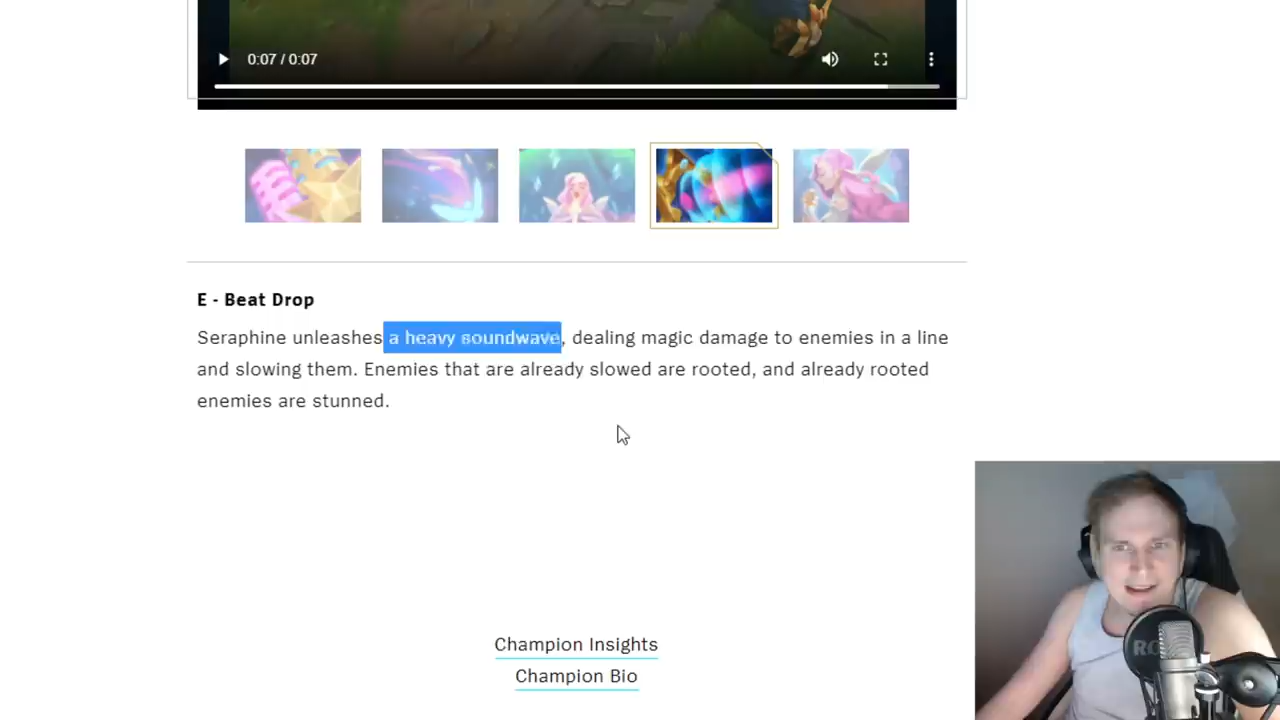 0:07 / 0:07
E - Beat Drop
Seraphine unleashes a heavy soundwave, dealing magic damage to enemies in a line
and slowing them. Enemies that are already slowed are rooted, and already rooted
enemies are stunned.
Champion Insights
Champion Bio